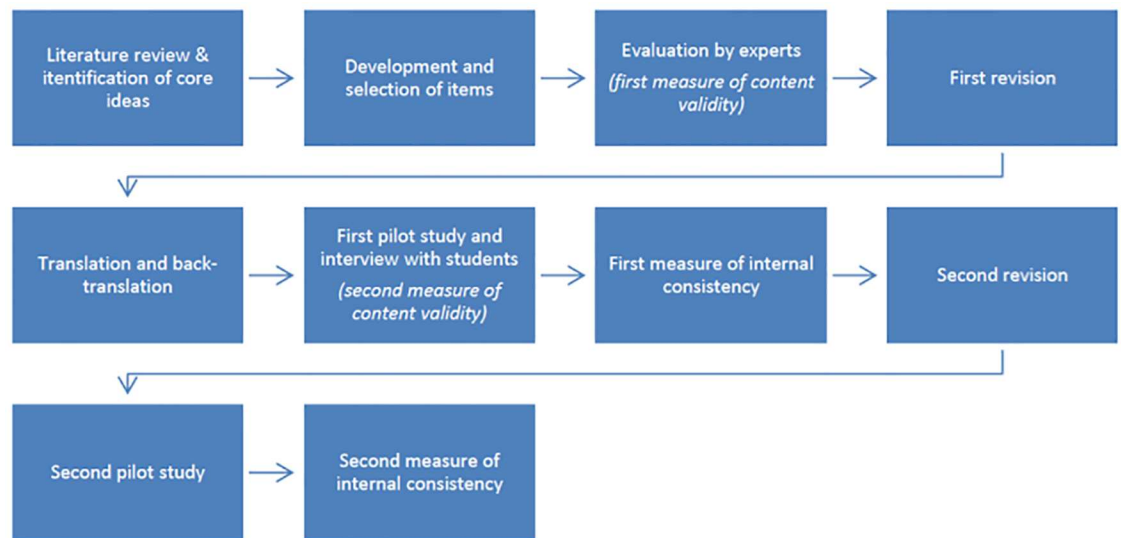 Literature review &
itentification of core
ideas
Development and
selection of items
Evaluation by experts
(first measure of content
validity)
First revision
Translation and back-
translation
First pilot study and
interview with students
(second measure of
content validity)
First measure of internal
consistency
Second revision
Second pilot study
Second measure of
internal consistency